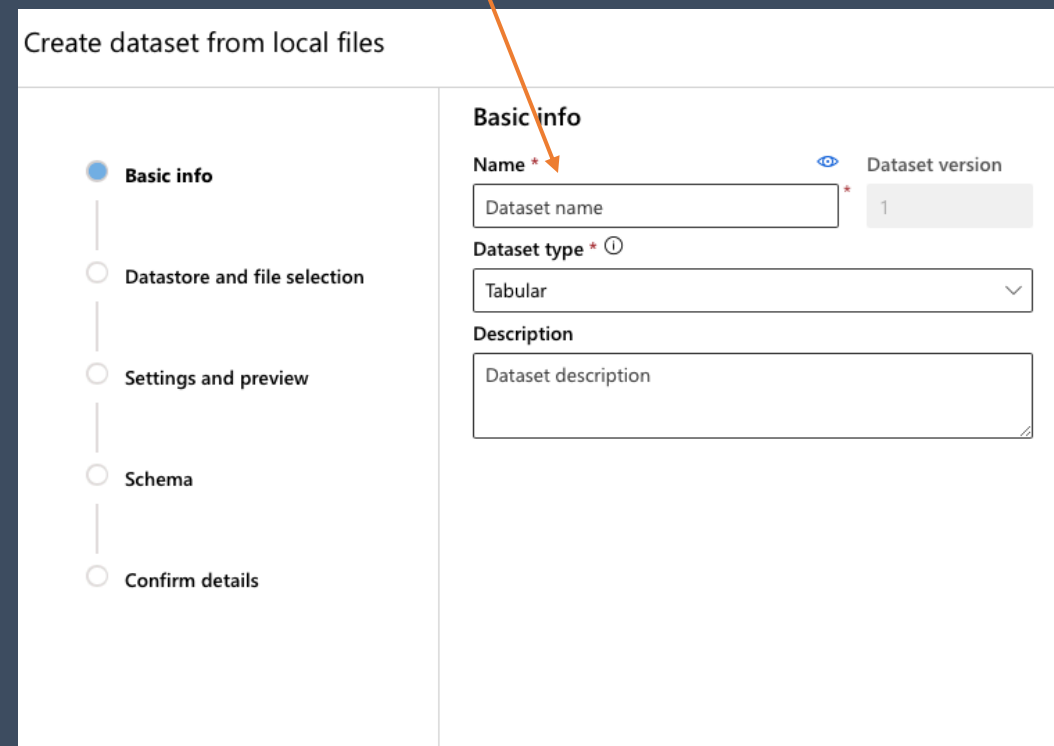 Create dataset from local files
Basic info
Datastore and file selection
Settings and preview
Schema
Confirm details
Basic info
Name * Dataset version
Dataset name * 1
Dataset type *
Tabular
Description
Dataset description